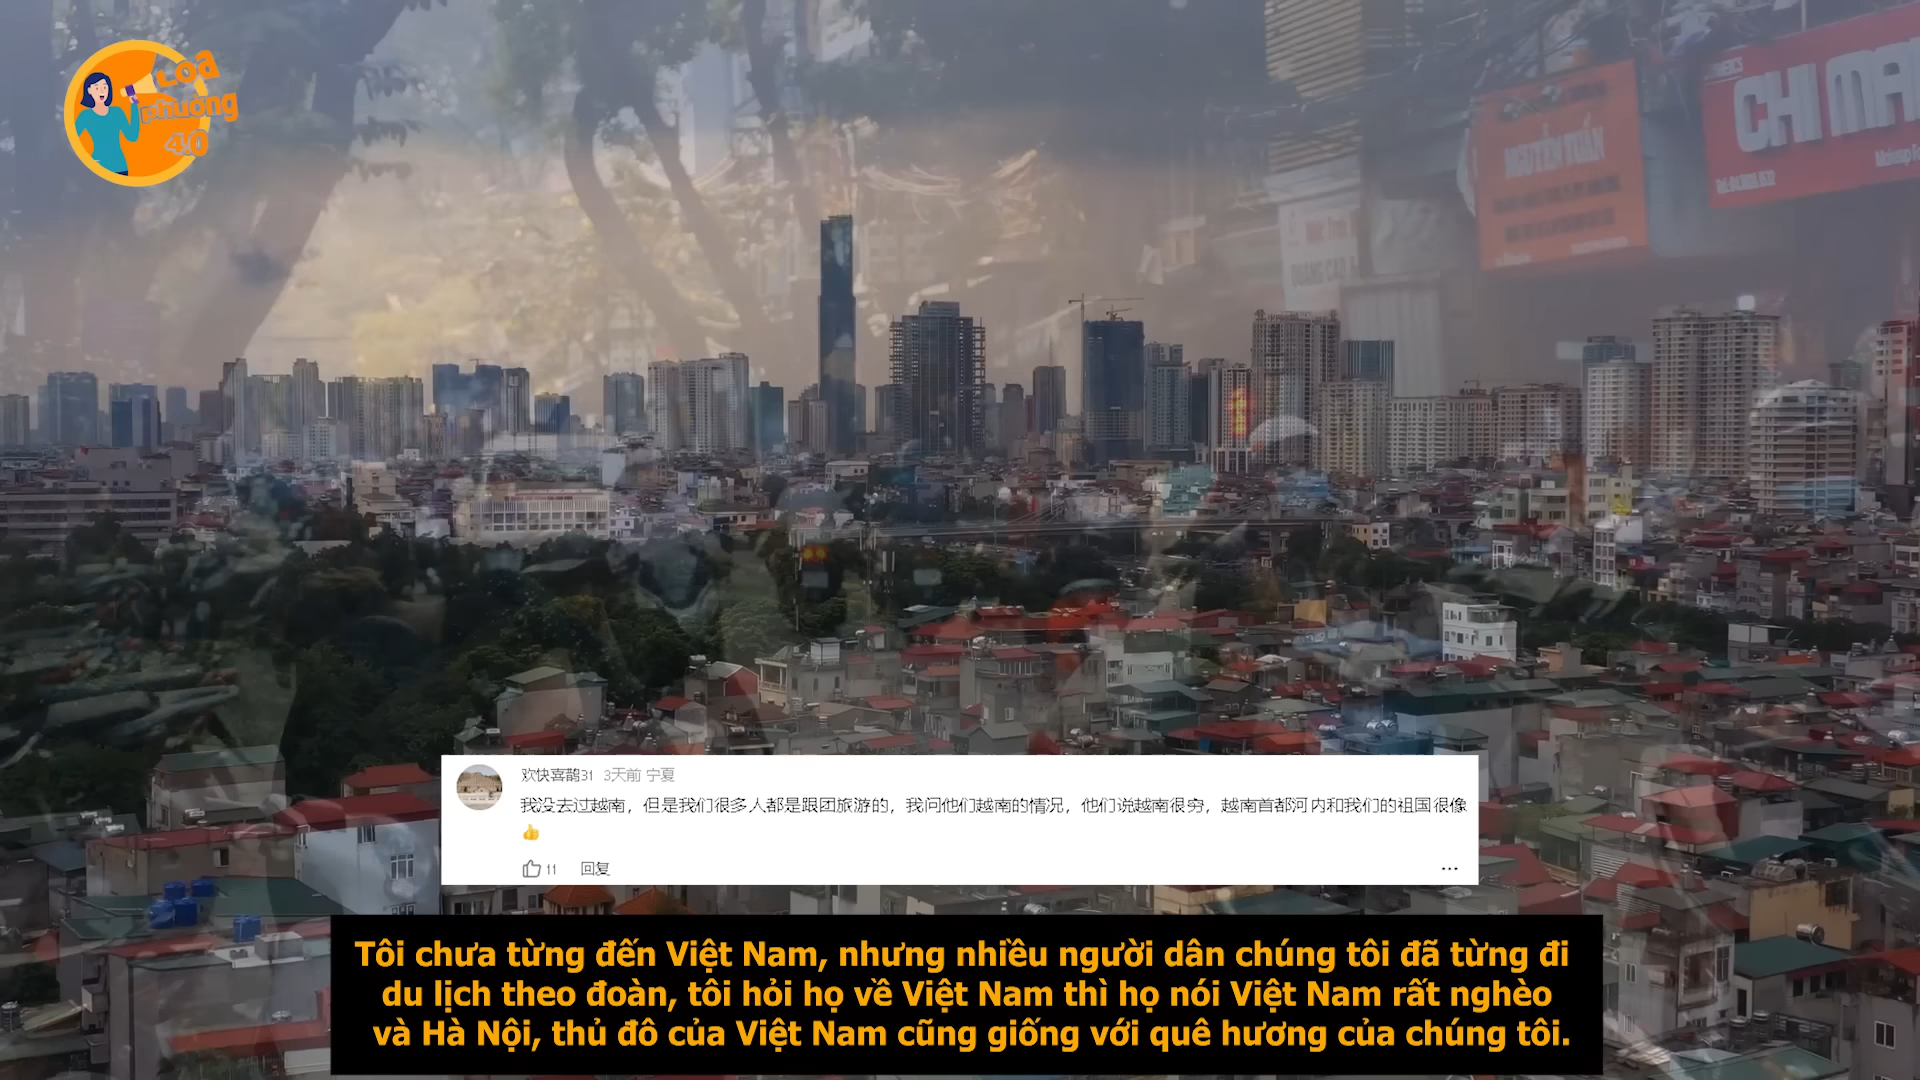 Loa
phường
4.0
CHI MA
NGUYỄN TUẤN
欢快喜鹊31 3天前 宁夏
我没去过越南，但是我们很多人都是跟团旅游的，我问他们越南的情况，他们说越南很穷，越南首都河内和我们的祖国很像
👍
11 回复 ...
Tôi chưa từng đến Việt Nam, nhưng nhiều người dân chúng tôi đã từng đi
du lịch theo đoàn, tôi hỏi họ về Việt Nam thì họ nói Việt Nam rất nghèo
và Hà Nội, thủ đô của Việt Nam cũng giống với quê hương của chúng tôi.